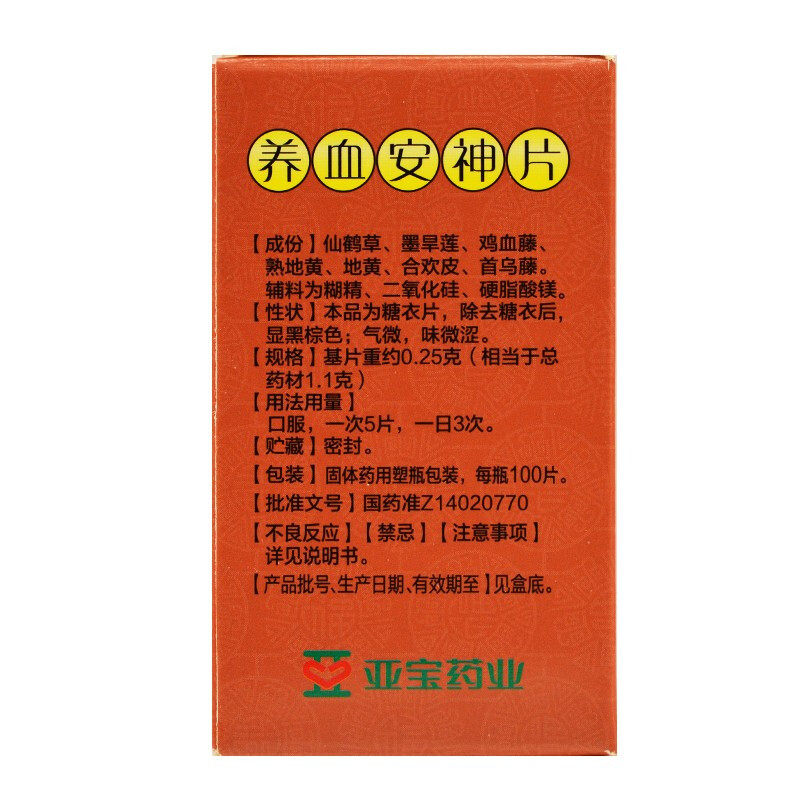 养血安神片
【成份】仙鹤草、墨旱莲、鸡血藤、
熟地黄、地黄、合欢皮、首乌藤。
辅料为糊精、二氧化硅、硬脂酸镁。
【性状】本品为糖衣片，除去糖衣后，
显黑棕色；气微，味微涩。
【规格】基片重约0.25克（相当于总
药材1.1克）
【用法用量】
口服，一次5片，一日3次。
【贮藏】密封。
【包装】固体药用塑瓶包装，每瓶100片。
【批准文号】国药准Z14020770
【不良反应】【禁忌】【注意事项】
详见说明书。
【产品批号、生产日期、有效期至】见盒底。
亚宝药业